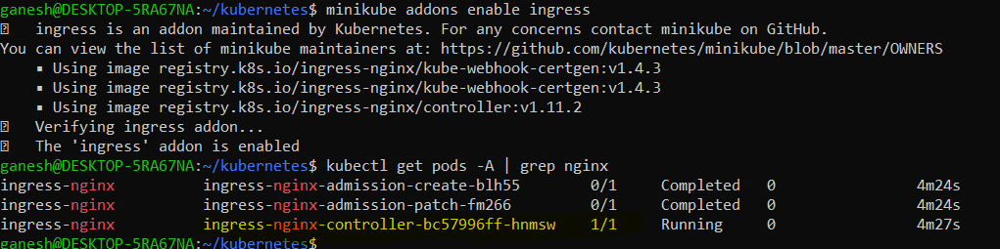 ganesh@DESKTOP-5RA67NA:~/kubernetes$ minikube addons enable ingress
ingress is an addon maintained by Kubernetes. For any concerns contact minikube on GitHub.
You can view the list of minikube maintainers at: https://github.com/kubernetes/minikube/blob/master/OWNERS
▪ Using image registry.k8s.io/ingress-nginx/kube-webhook-certgen:v1.4.3
▪ Using image registry.k8s.io/ingress-nginx/kube-webhook-certgen:v1.4.3
▪ Using image registry.k8s.io/ingress-nginx/controller:v1.11.2
Verifying ingress addon...
The 'ingress' addon is enabled
ganesh@DESKTOP-5RA67NA:~/kubernetes$ kubectl get pods -A | grep nginx
ingress-nginx ingress-nginx-admission-create-blh55 0/1 Completed 0 4m24s
ingress-nginx ingress-nginx-admission-patch-fm266 0/1 Completed 0 4m24s
ingress-nginx ingress-nginx-controller-bc57996ff-hnmsw 1/1 Running 0 4m27s
ganesh@DESKTOP-5RA67NA:~/kubernetes$